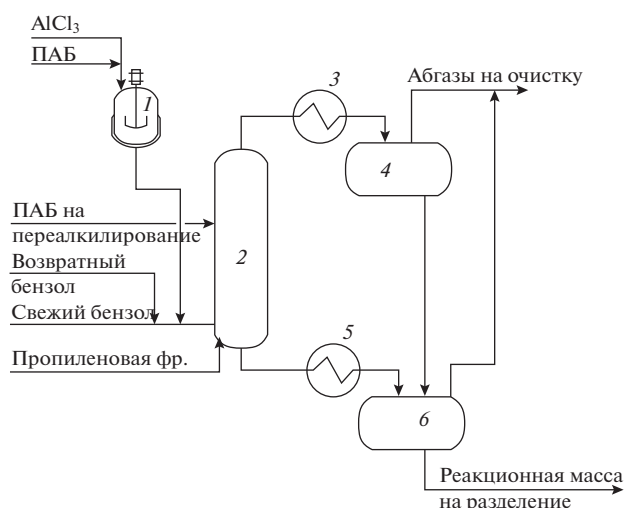 AlCl₃
ПАБ
1
3
Абгазы на очистку
4
ПАБ на
переалкилирование
2
Возвратный
бензол
Свежий бензол
5
Пропиленовая фр.
6
Реакционная масса
на разделение